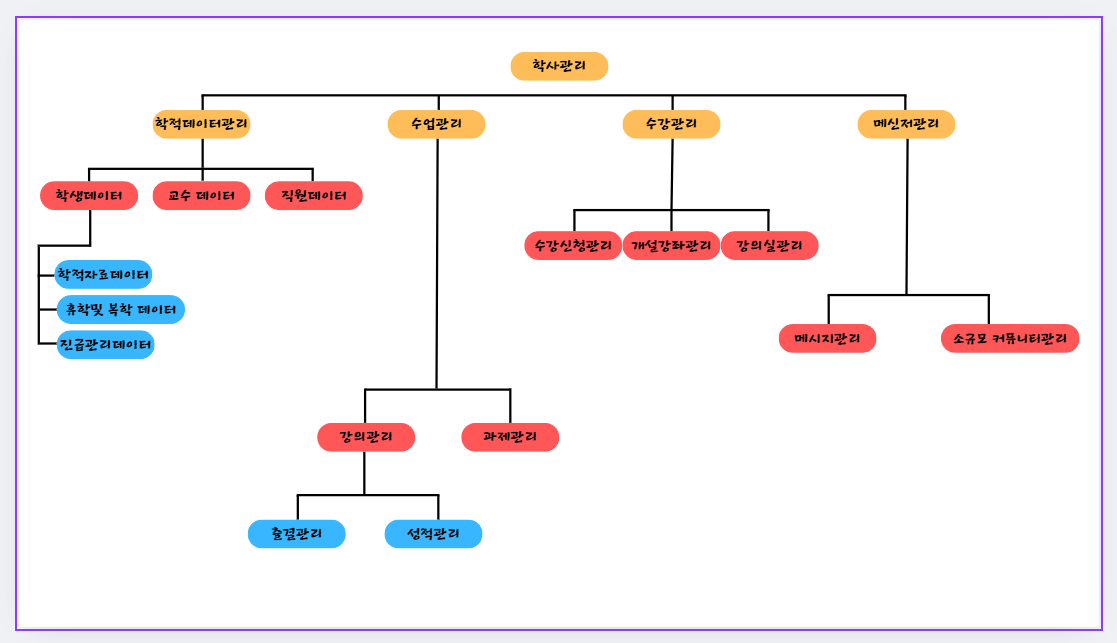 학사관리
학적데이터관리
수업관리
수강관리
메신저관리
학생데이터
교수 데이터
직원데이터
수강신청관리
개설강좌관리
강의실관리
학적자료데이터
휴학및 복학 데이터
진급관리데이터
메시지관리
소규모 커뮤니티관리
강의관리
과제관리
출결관리
성적관리